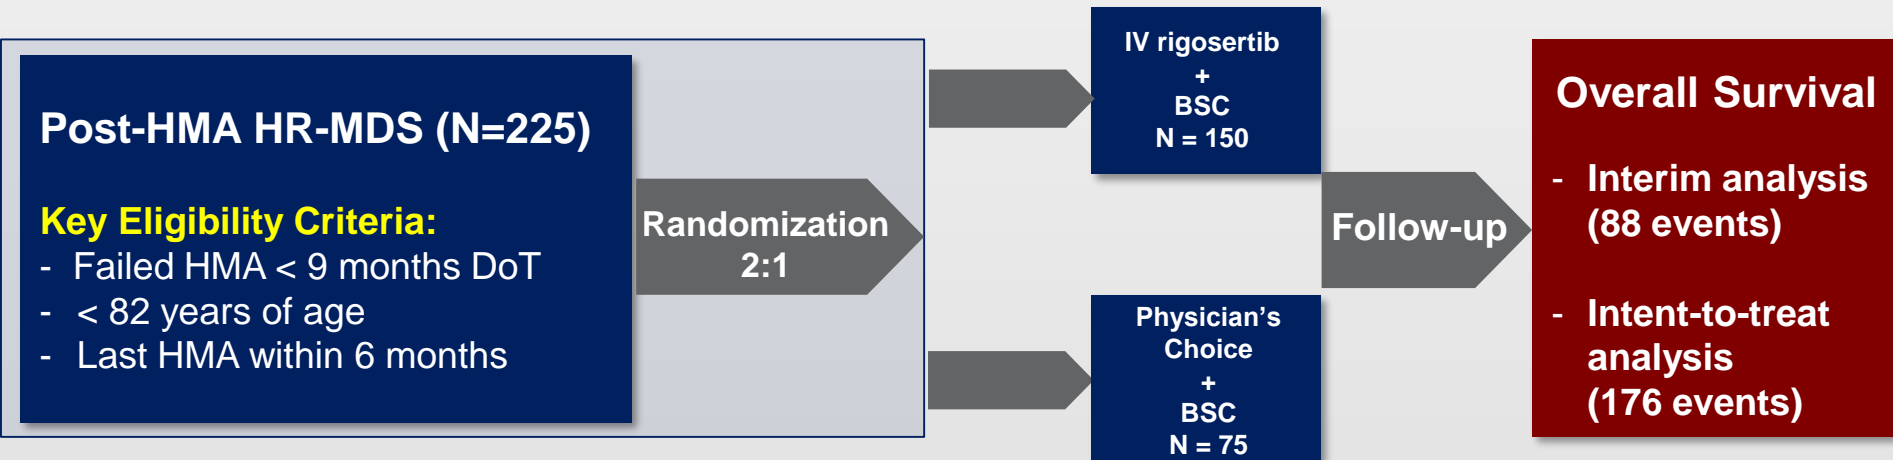 Post-HMA HR-MDS (N=225)
Key Eligibility Criteria:
- Failed HMA < 9 months DoT
- < 82 years of age
- Last HMA within 6 months
Randomization
2:1
IV rigosertib
+
BSC
N = 150
Physician's
Choice
+
BSC
N = 75
Follow-up
Overall Survival
- Interim analysis
(88 events)
- Intent-to-treat
analysis
(176 events)